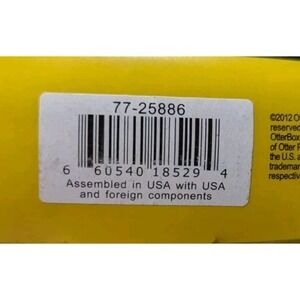 77-25886
6 60540 18529 4
Assembled in USA with USA
and foreign components
©2012 O
reserved
OtterBox
of Otter P
the U.S. a
trademar
respectiv